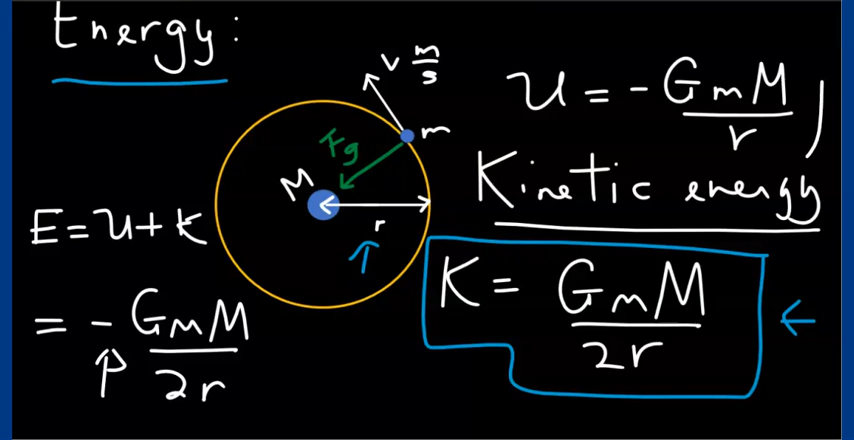 Energy:
v m/s
m
Fg
M
r
U = - GmM/r
Kinetic energy
K = GmM/2r
E = U + K
= - GmM/2r